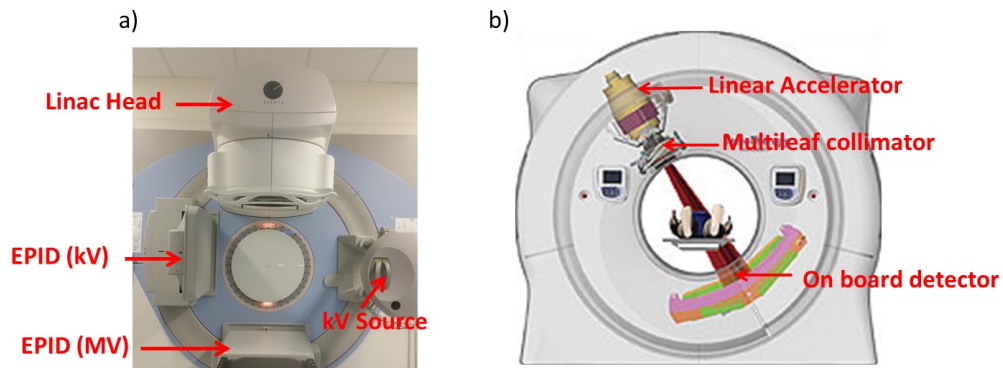 a)
Linac Head
EPID (kV)
kV Source
EPID (MV)
b)
Linear Accelerator
Multileaf collimator
On board detector